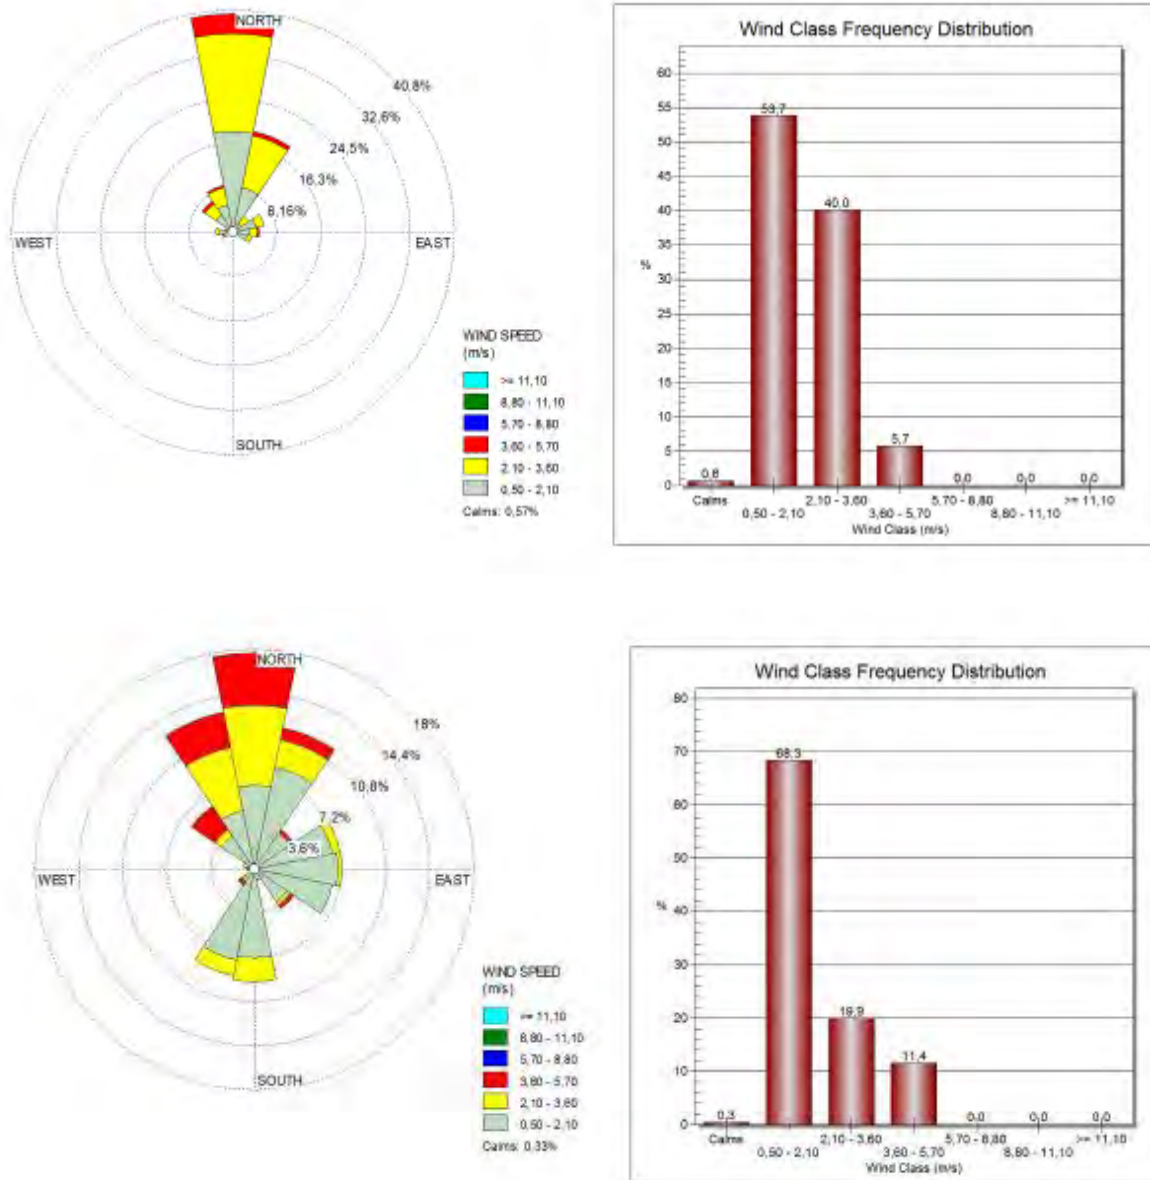 NORTH
40,8%
32,6%
24,5%
16,3%
8,16%
WEST
EAST
SOUTH
WIND SPEED
(m/s)
>= 11,10
8,80 - 11,10
5,70 - 8,80
3,60 - 5,70
2,10 - 3,60
0,50 - 2,10
Calms: 0,57%
Wind Class Frequency Distribution
60
55
50
45
40
35
30
25
20
15
10
5
0
%
0,6
53,7
40,0
5,7
0,0
0,0
0,0
Calms
0,50 - 2,10
2,10 - 3,60
3,60 - 5,70
5,70 - 8,80
8,80 - 11,10
>= 11,10
Wind Class (m/s)
NORTH
18%
14,4%
10,8%
7,2%
3,6%
WEST
EAST
SOUTH
WIND SPEED
(m/s)
>= 11,10
8,80 - 11,10
5,70 - 8,80
3,60 - 5,70
2,10 - 3,60
0,50 - 2,10
Calms: 0,33%
Wind Class Frequency Distribution
80
70
60
50
40
30
20
10
0
%
0,3
68,3
19,9
11,4
0,0
0,0
0,0
Calms
0,50 - 2,10
2,10 - 3,60
3,60 - 5,70
5,70 - 8,80
8,80 - 11,10
>= 11,10
Wind Class (m/s)